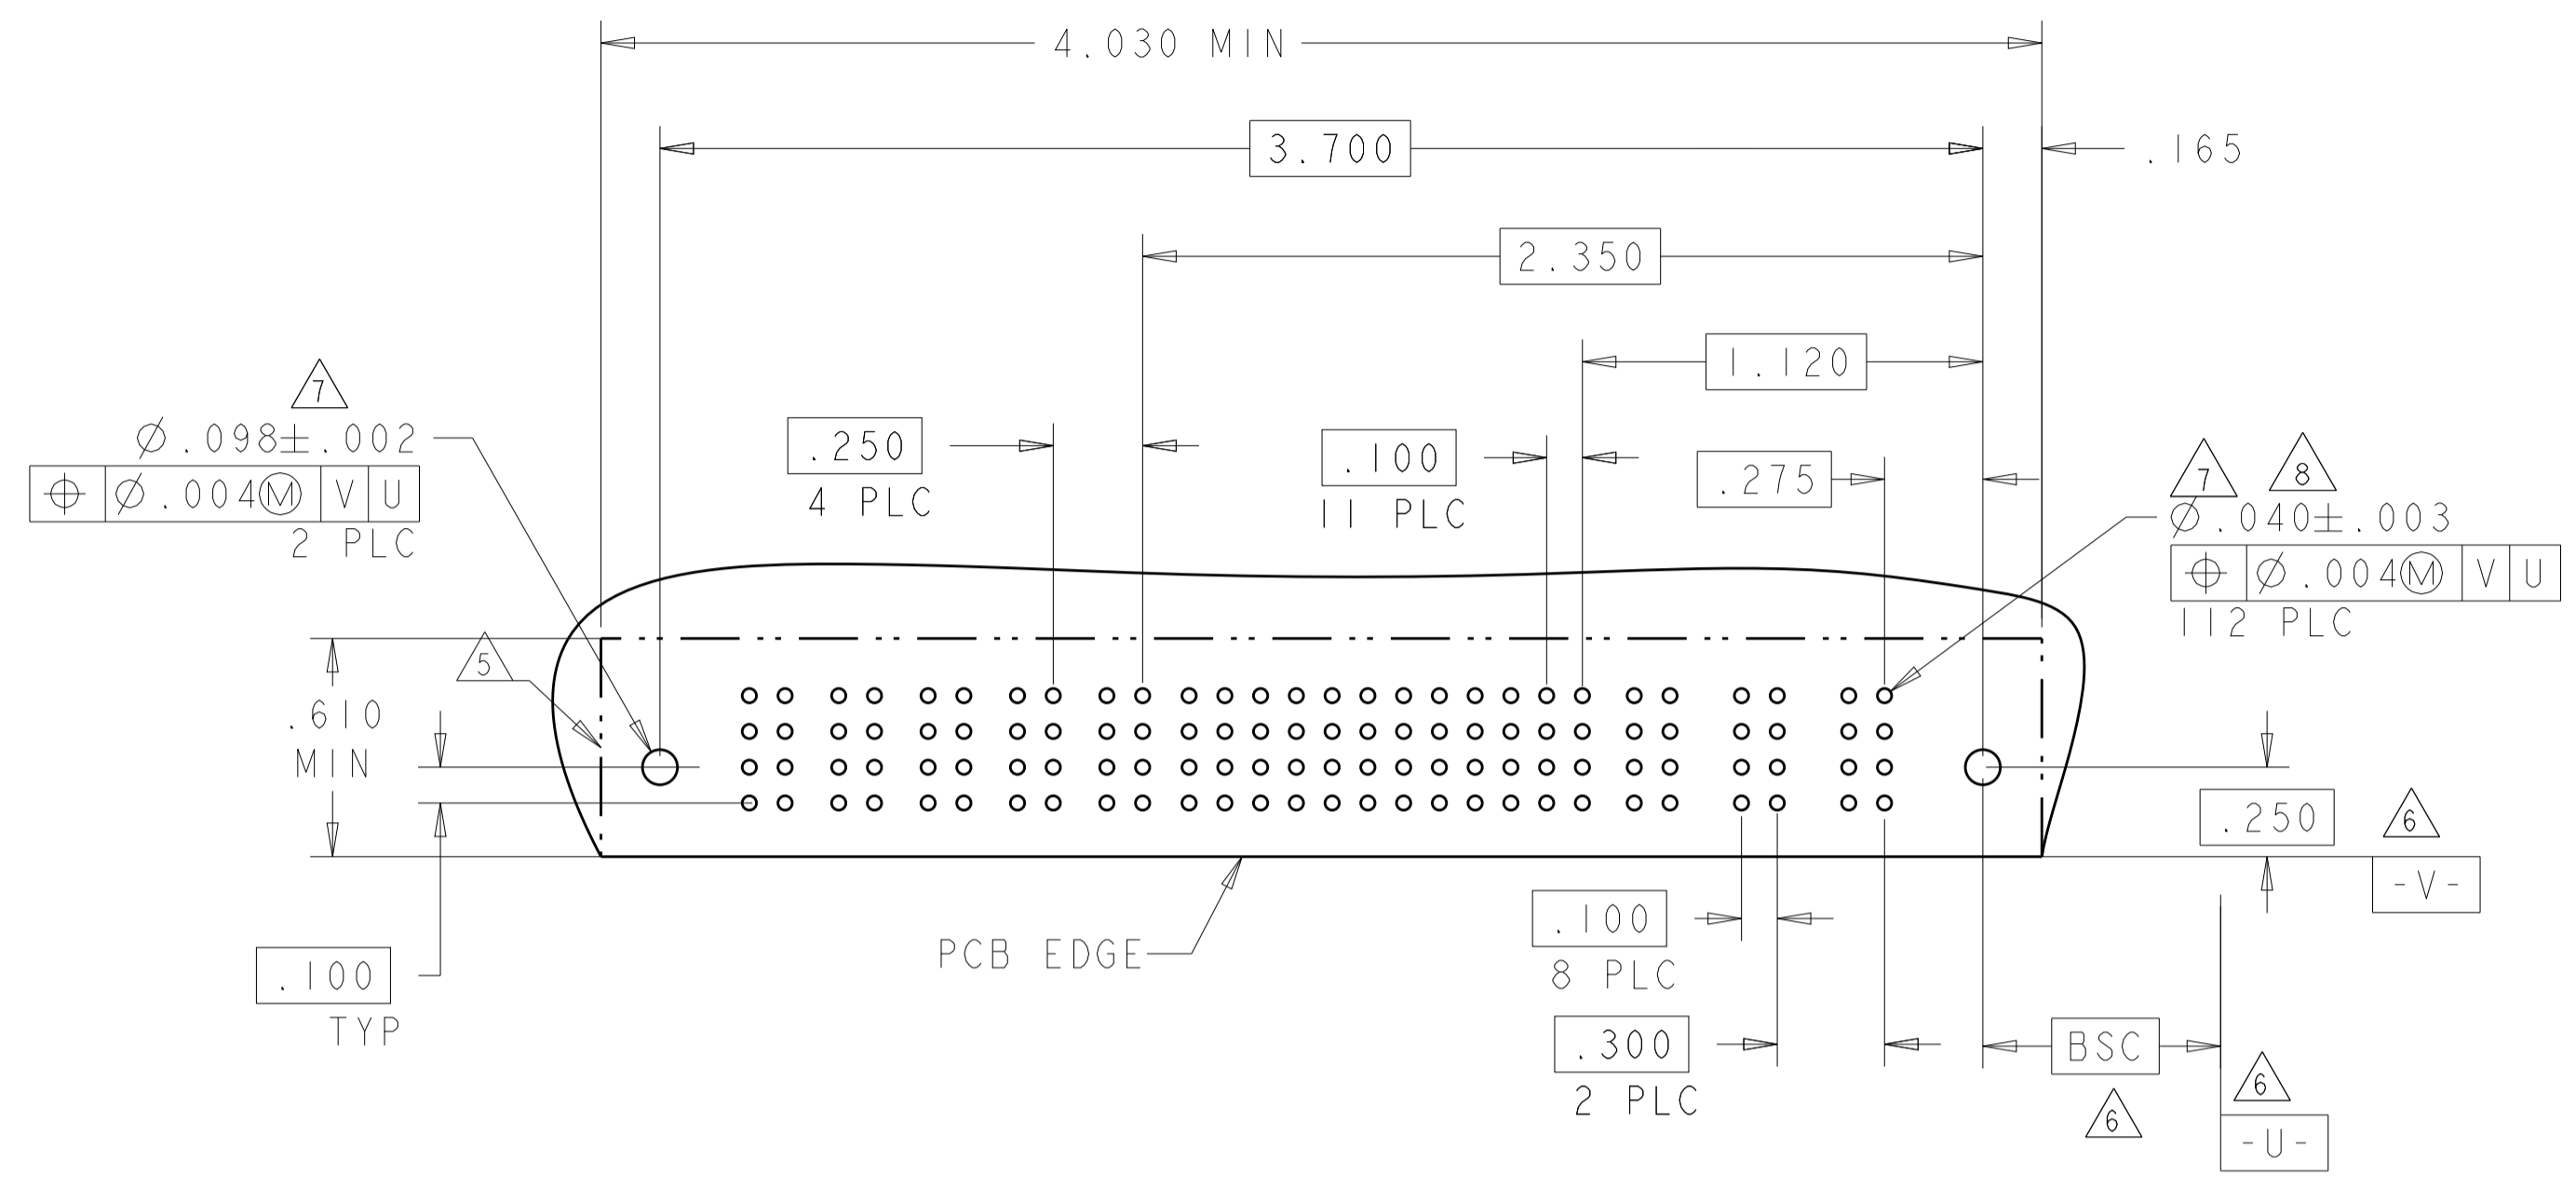 4.030 MIN
3.700
.165
2.350
1.120
7
Ø.098±.002
⌖ Ø.004Ⓜ V U
2 PLC
.250
4 PLC
.100
11 PLC
.275
7 8
Ø.040±.003
⌖ Ø.004Ⓜ V U
112 PLC
5
.610
MIN
.250
6
-V-
.100
8 PLC
PCB EDGE
.100
TYP
.300
2 PLC
BSC
6
6
-U-